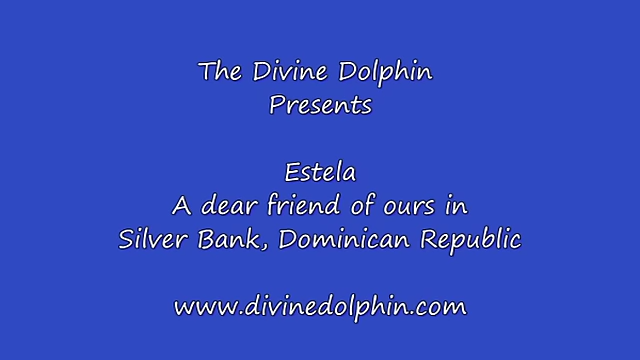 The Divine Dolphin
Presents
Estela
A dear friend of ours in
Silver Bank, Dominican Republic
www.divinedolphin.com